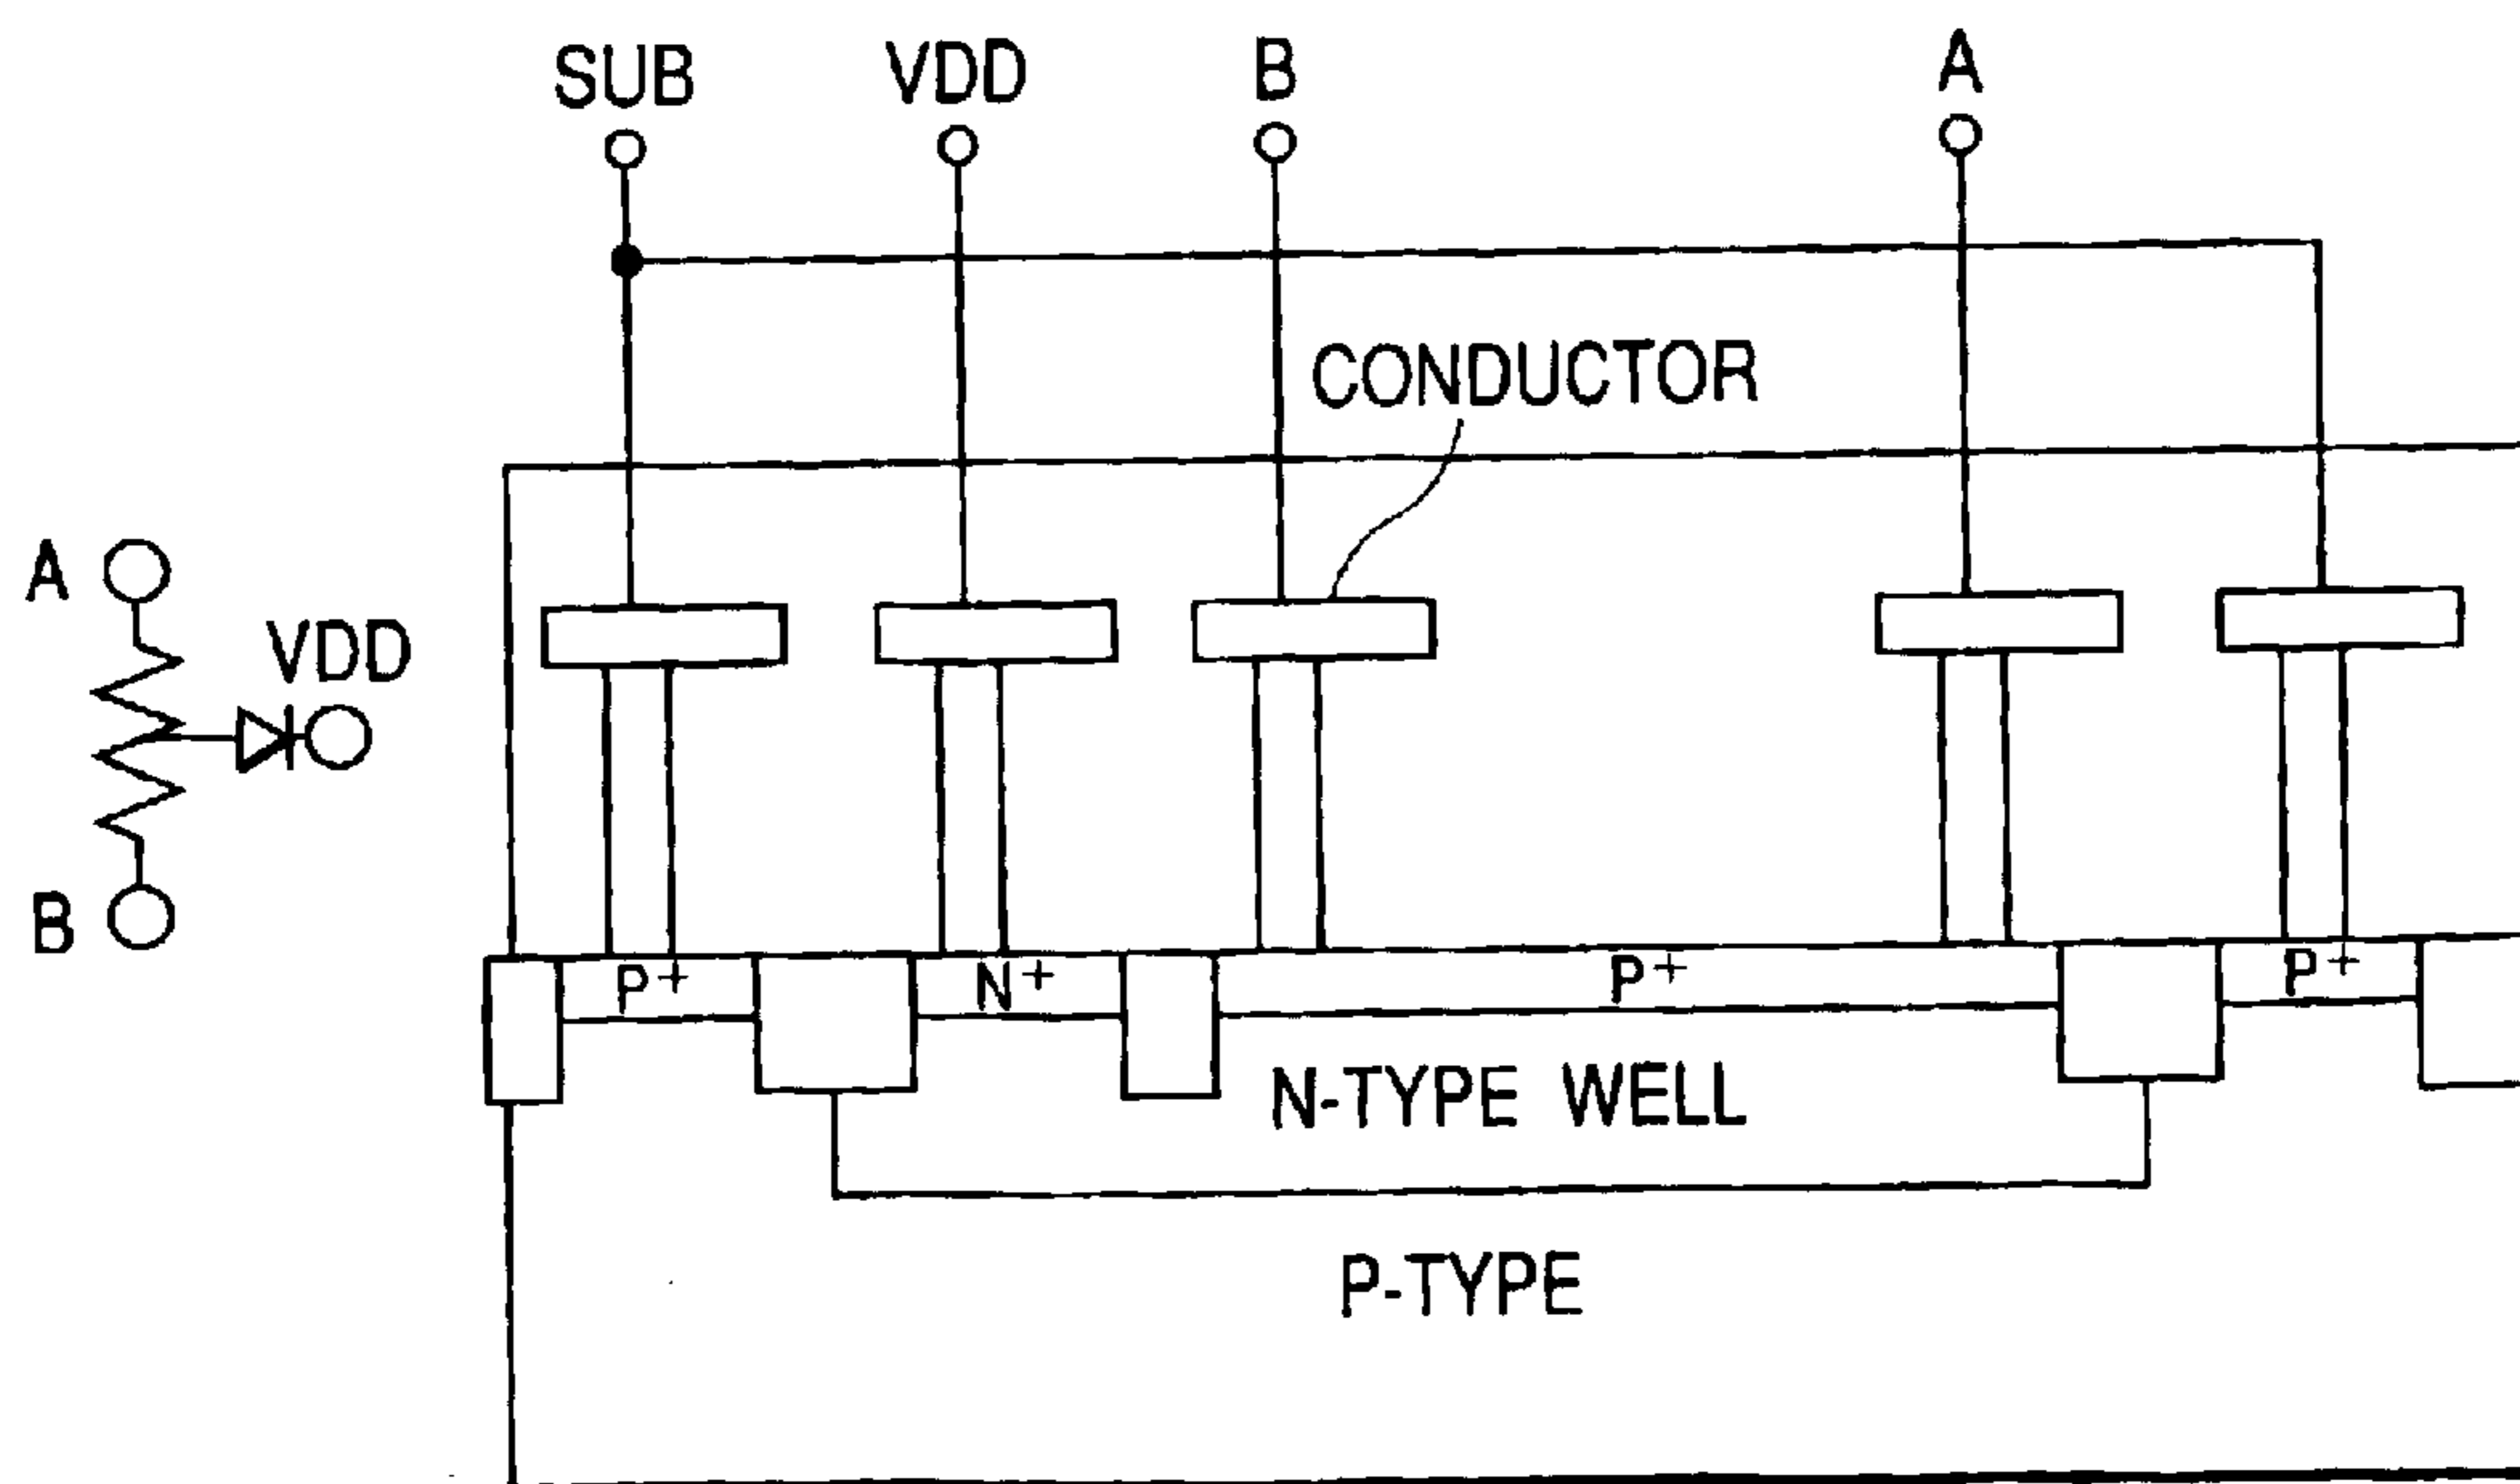 SUB VDD B A
CONDUCTOR
A
VDD
B
P+ N+ P+ P+
N-TYPE WELL
P-TYPE